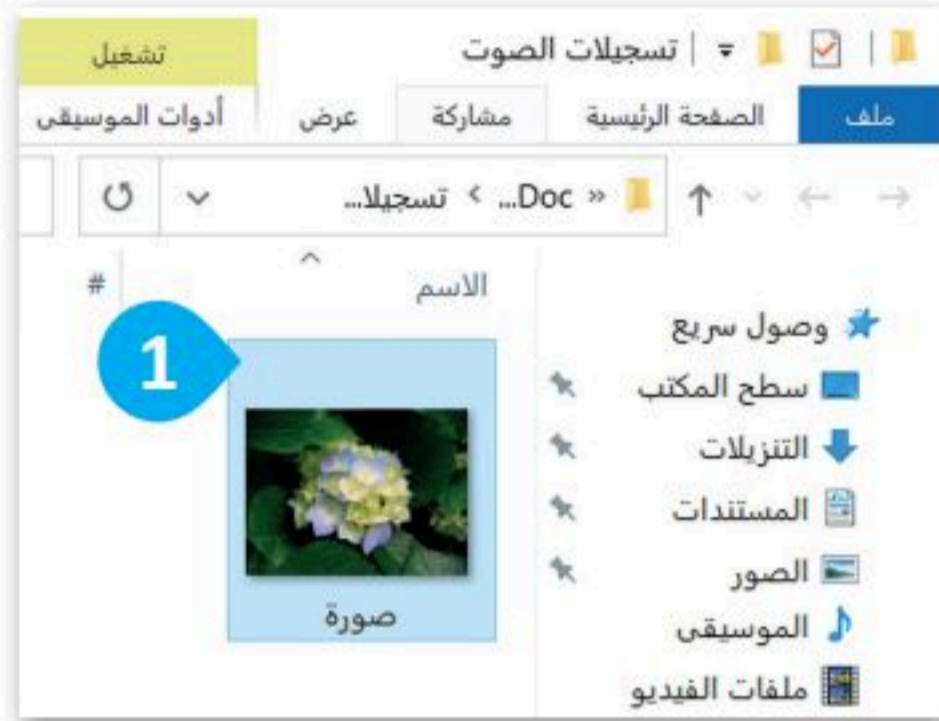 تسجيلات الصوت
تشغيل
ملف
الصفحة الرئيسية
مشاركة
عرض
أدوات الموسيقى
« Doc... › تسجيلا...
الاسم
#
1
صورة
وصول سريع
سطح المكتب
التنزيلات
المستندات
الصور
الموسيقى
ملفات الفيديو